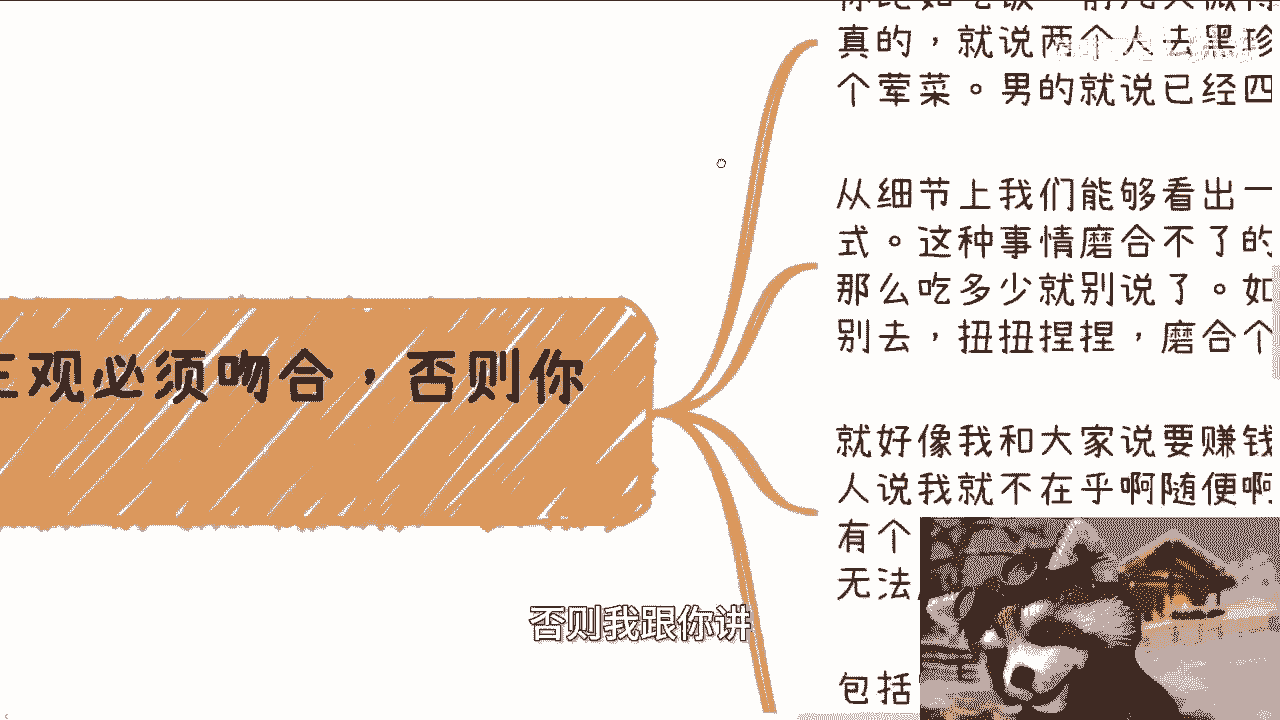 真的，就说两个人去黑珍
个荤菜。男的就说已经四
从细节上我们能够看出一
式。这种事情磨合不了的
那么吃多少就别说了。如
别去，扭扭捏捏，磨合个
三观必须吻合，否则你
就好像我和大家说要赚钱
人说我就不在乎啊随便啊
有个
无法
否则我跟你讲
包括